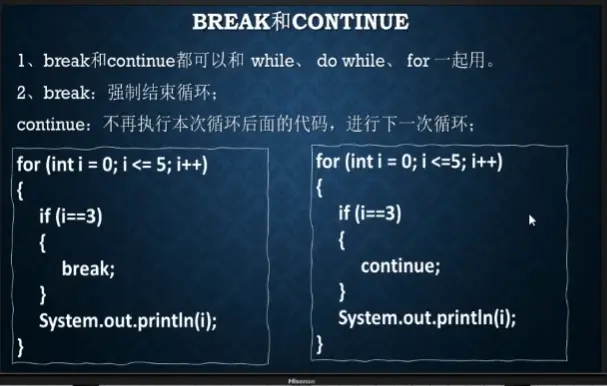 BREAK和CONTINUE
1、break和continue都可以和 while、 do while、 for 一起用。
2、break：强制结束循环；
continue：不再执行本次循环后面的代码，进行下一次循环；
for (int i = 0; i <= 5; i++)
{
if (i==3)
{
break;
}
System.out.println(i);
}
for (int i = 0; i <=5; i++)
{
if (i==3)
{
continue;
}
System.out.println(i);
}
Hisense